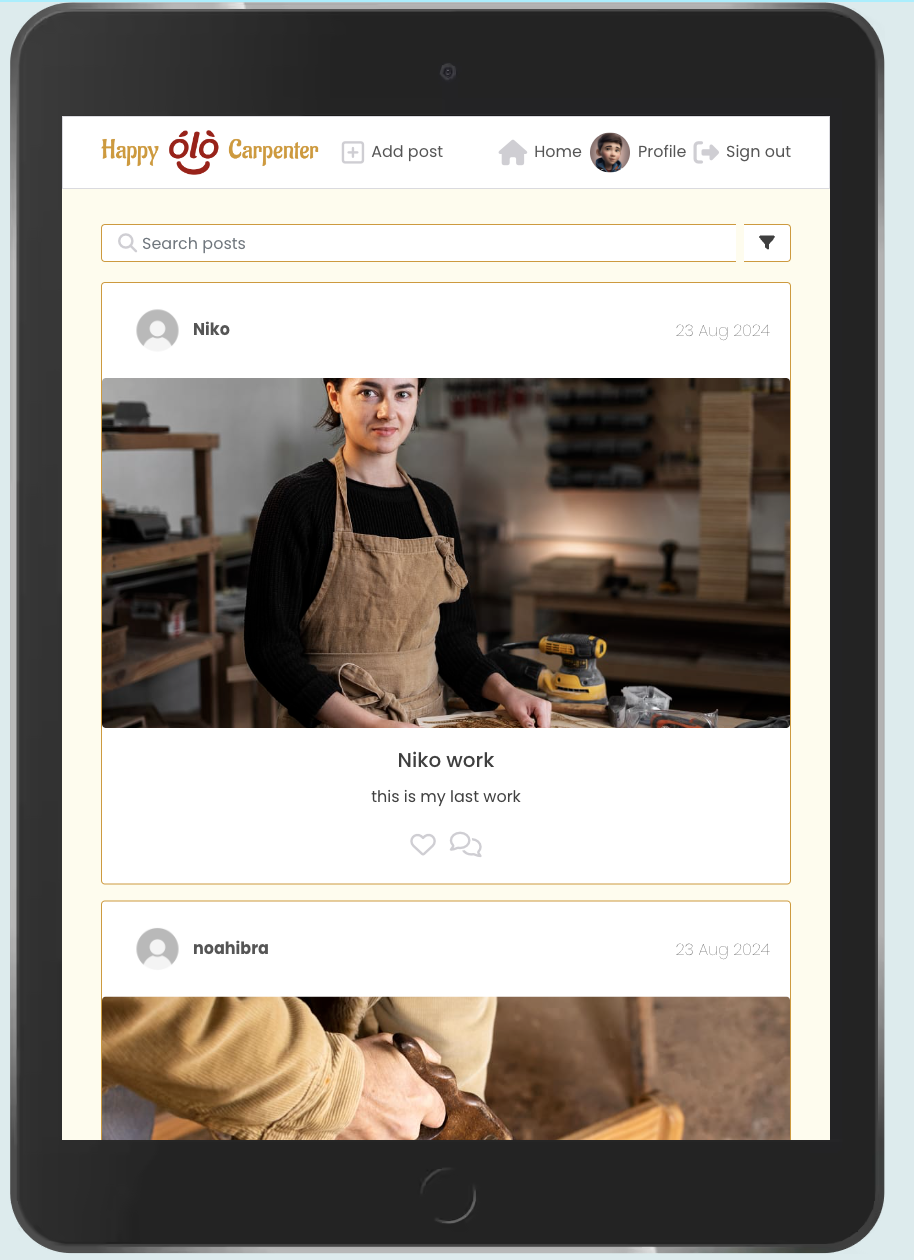 Happy ólò Carpenter
Add post
Home
Profile
Sign out
Search posts
Niko
23 Aug 2024
Niko work
this is my last work
noahibra
23 Aug 2024